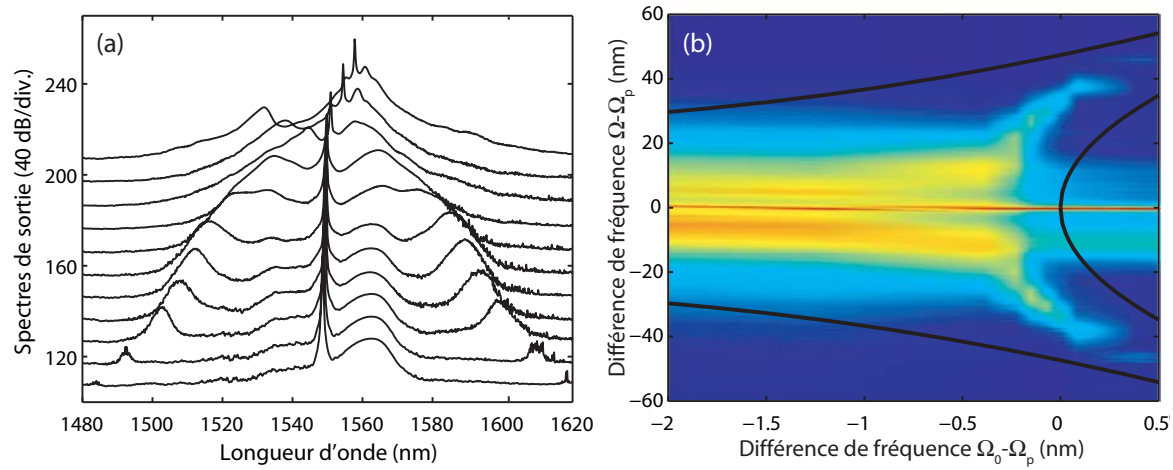 (a)
Spectres de sortie (40 dB/div.)
240
200
160
120
1480 1500 1520 1540 1560 1580 1600 1620
Longueur d'onde (nm)
(b)
Différence de fréquence Ω-Ωp (nm)
60
40
20
0
−20
−40
−60
−2 −1.5 −1 −0.5 0 0.5
Différence de fréquence Ω0-Ωp (nm)